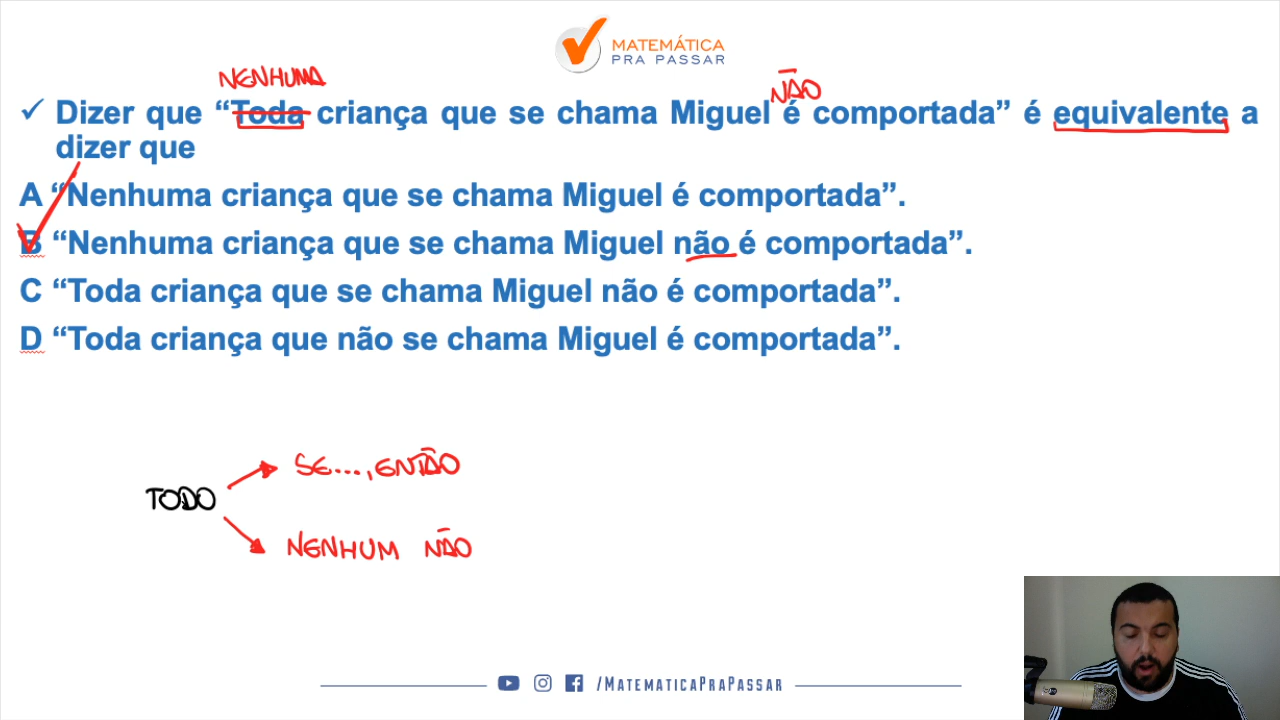 MATEMÁTICA
PRA PASSAR
NENHUMA
NÃO
✓ Dizer que “Toda criança que se chama Miguel é comportada” é equivalente a
dizer que
A “Nenhuma criança que se chama Miguel é comportada”.
B “Nenhuma criança que se chama Miguel não é comportada”.
C “Toda criança que se chama Miguel não é comportada”.
D “Toda criança que não se chama Miguel é comportada”.
SE..., ENTÃO
TODO
NENHUM NÃO
/MATEMATICAPRAPASSAR